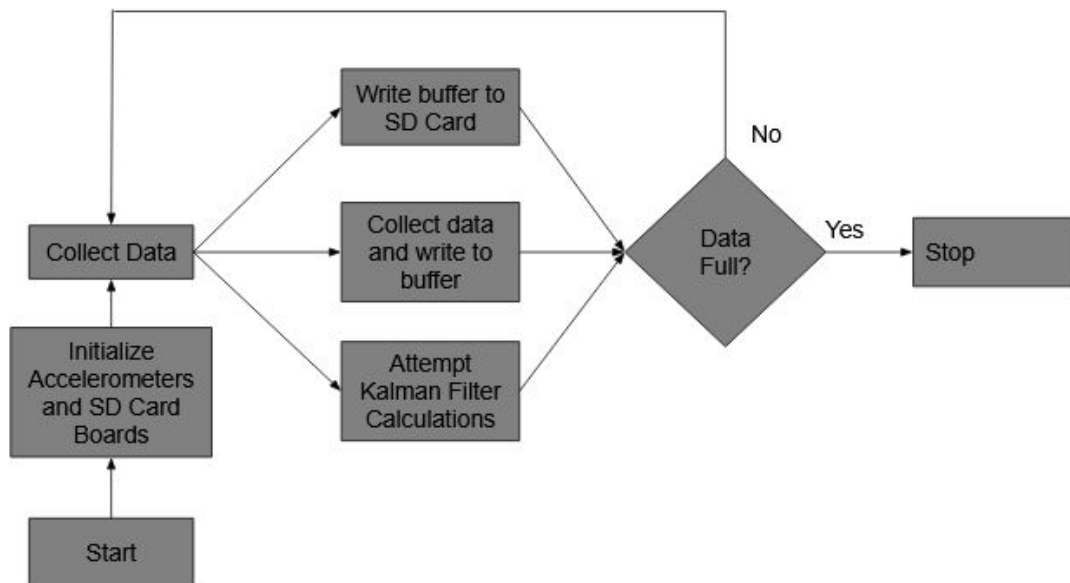 Write buffer to
SD Card
No
Collect Data
Collect data
and write to
buffer
Data
Full?
Yes
Stop
Initialize
Accelerometers
and SD Card
Boards
Attempt
Kalman Filter
Calculations
Start